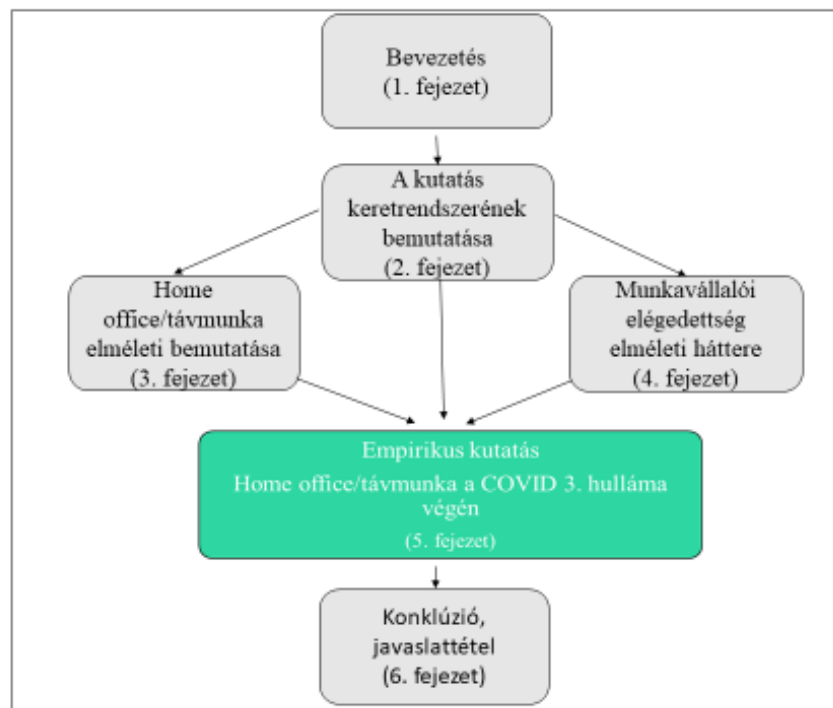 Bevezetés
(1. fejezet)
A kutatás
keretrendszerének
bemutatása
(2. fejezet)
Home
office/távmunka
elméleti bemutatása
(3. fejezet)
Munkavállalói
elégedettség
elméleti háttere
(4. fejezet)
Empirikus kutatás
Home office/távmunka a COVID 3. hulláma
végén
(5. fejezet)
Konklúzió,
javaslattétel
(6. fejezet)